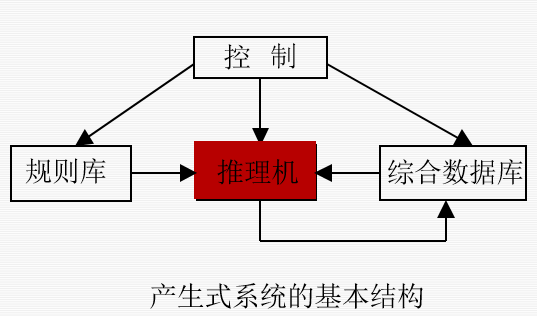 控 制
规则库
推理机
综合数据库
产生式系统的基本结构